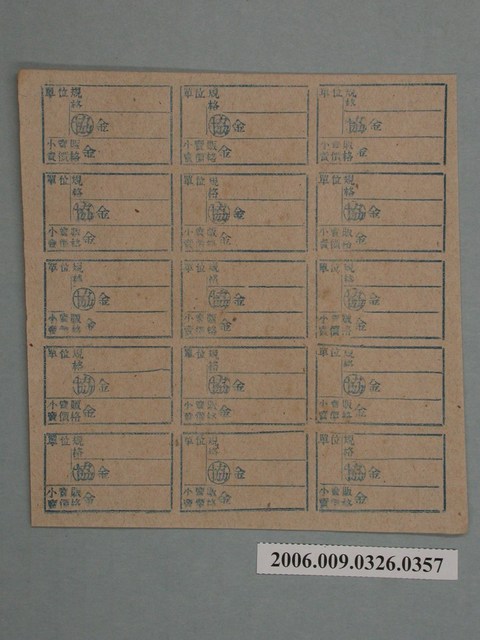 單位規
格
協金
小賣販
賣價格金
單位規
格
協金
小賣販
賣價格金
單位規
格
協金
小賣販
賣價格金
單位規
格
協金
小賣販
賣價格金
單位規
格
協金
小賣販
賣價格金
單位規
格
協金
小賣販
賣價格金
單位規
格
協金
小賣販
賣價格金
單位規
格
協金
小賣販
賣價格金
單位規
格
協金
小賣販
賣價格金
單位規
格
協金
小賣販
賣價格金
單位規
格
協金
小賣販
賣價格金
單位規
格
協金
小賣販
賣價格金
單位規
格
協金
小賣販
賣價格金
單位規
格
協金
小賣販
賣價格金
單位規
格
協金
小賣販
賣價格金
2006.009.0326.0357